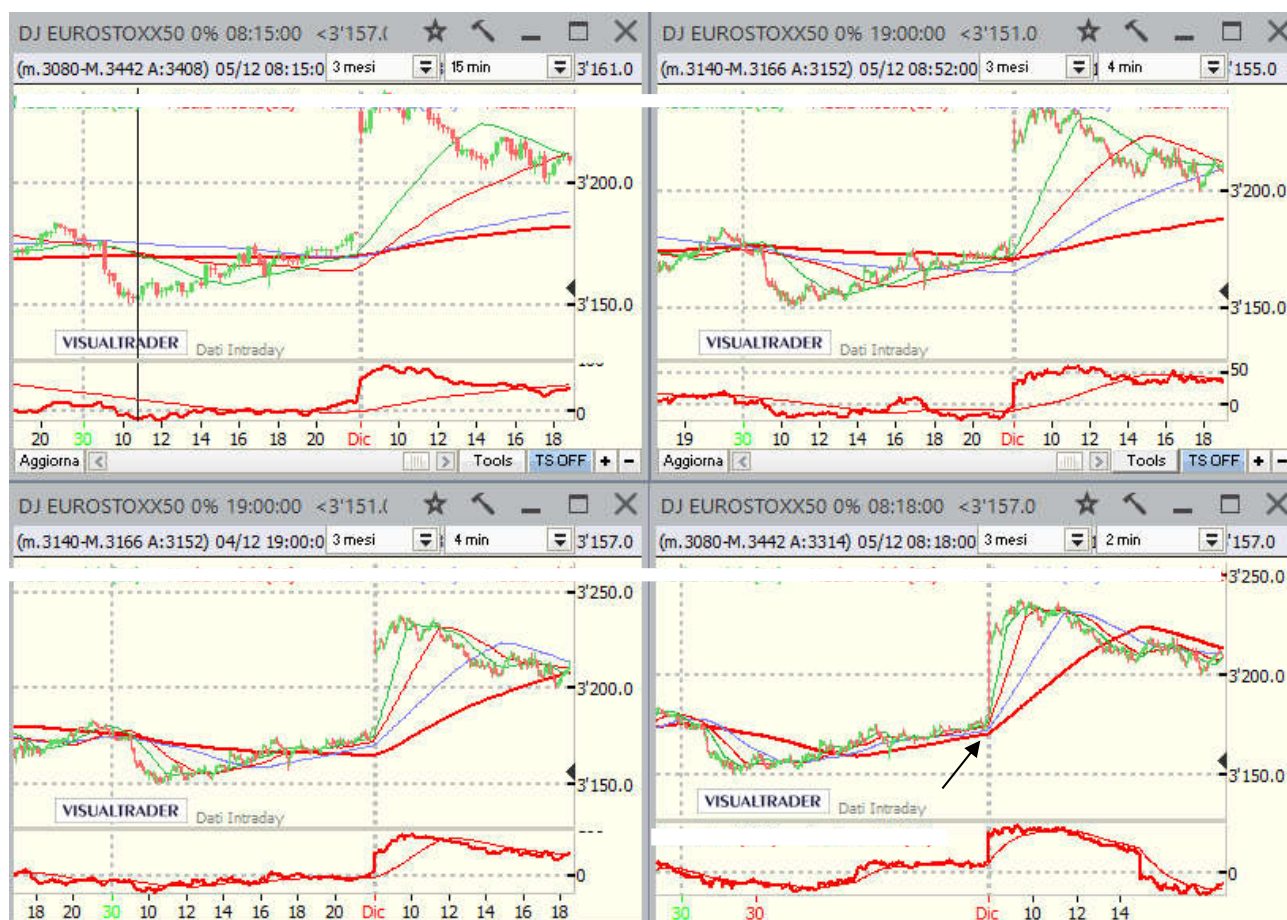 DJ EUROSTOXX50 0% 08:15:00 <3'157.(
(m.3080-M.3442 A:3408) 05/12 08:15:0 3 mesi 15 min 3'161.0
3'200.0
3'150.0
VISUALTRADER Dati Intraday
0
20 30 10 12 14 16 18 20 Dic 10 12 14 16 18
Aggiorna Tools TS OFF + -
DJ EUROSTOXX50 0% 19:00:00 <3'151.0
(m.3140-M.3166 A:3152) 05/12 08:52:00 3 mesi 4 min '155.0
3'200.0
3'150.0
VISUALTRADER Dati Intraday
50
0
19 30 10 12 14 16 18 20 Dic 10 12 14 16 18
Aggiorna Tools TS OFF + -
DJ EUROSTOXX50 0% 19:00:00 <3'151.(
(m.3140-M.3166 A:3152) 04/12 19:00:0 3 mesi 4 min 3'157.0
3'250.0
3'200.0
3'150.0
VISUALTRADER Dati Intraday
0
18 20 30 10 12 14 16 18 20 Dic 10 12 14 16 18
DJ EUROSTOXX50 0% 08:18:00 <3'157.0
(m.3080-M.3442 A:3314) 05/12 08:18:00 3 mesi 2 min '157.0
3'250.0
3'200.0
3'150.0
VISUALTRADER Dati Intraday
0
30 30 Dic 10 12 14